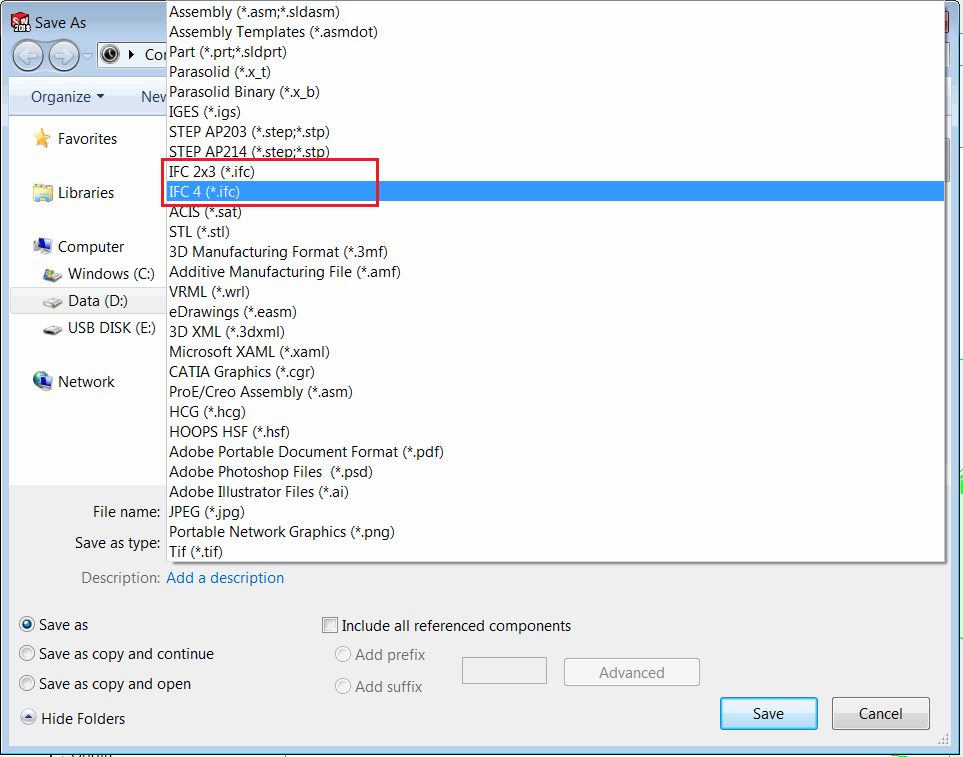 Save As
Cor
Organize
New
Favorites
Libraries
Computer
Windows (C:)
Data (D:)
USB DISK (E:)
Network
Assembly (*.asm;*.sldasm)
Assembly Templates (*.asmdot)
Part (*.prt;*.sldprt)
Parasolid (*.x_t)
Parasolid Binary (*.x_b)
IGES (*.igs)
STEP AP203 (*.step;*.stp)
STEP AP214 (*.step;*.stp)
IFC 2x3 (*.ifc)
IFC 4 (*.ifc)
ACIS (*.sat)
STL (*.stl)
3D Manufacturing Format (*.3mf)
Additive Manufacturing File (*.amf)
VRML (*.wrl)
eDrawings (*.easm)
3D XML (*.3dxml)
Microsoft XAML (*.xaml)
CATIA Graphics (*.cgr)
ProE/Creo Assembly (*.asm)
HCG (*.hcg)
HOOPS HSF (*.hsf)
Adobe Portable Document Format (*.pdf)
Adobe Photoshop Files  (*.psd)
Adobe Illustrator Files (*.ai)
JPEG (*.jpg)
Portable Network Graphics (*.png)
Tif (*.tif)
File name:
Save as type:
Description: Add a description
Save as
Save as copy and continue
Save as copy and open
Include all referenced components
Add prefix
Add suffix
Advanced
Hide Folders
Save
Cancel